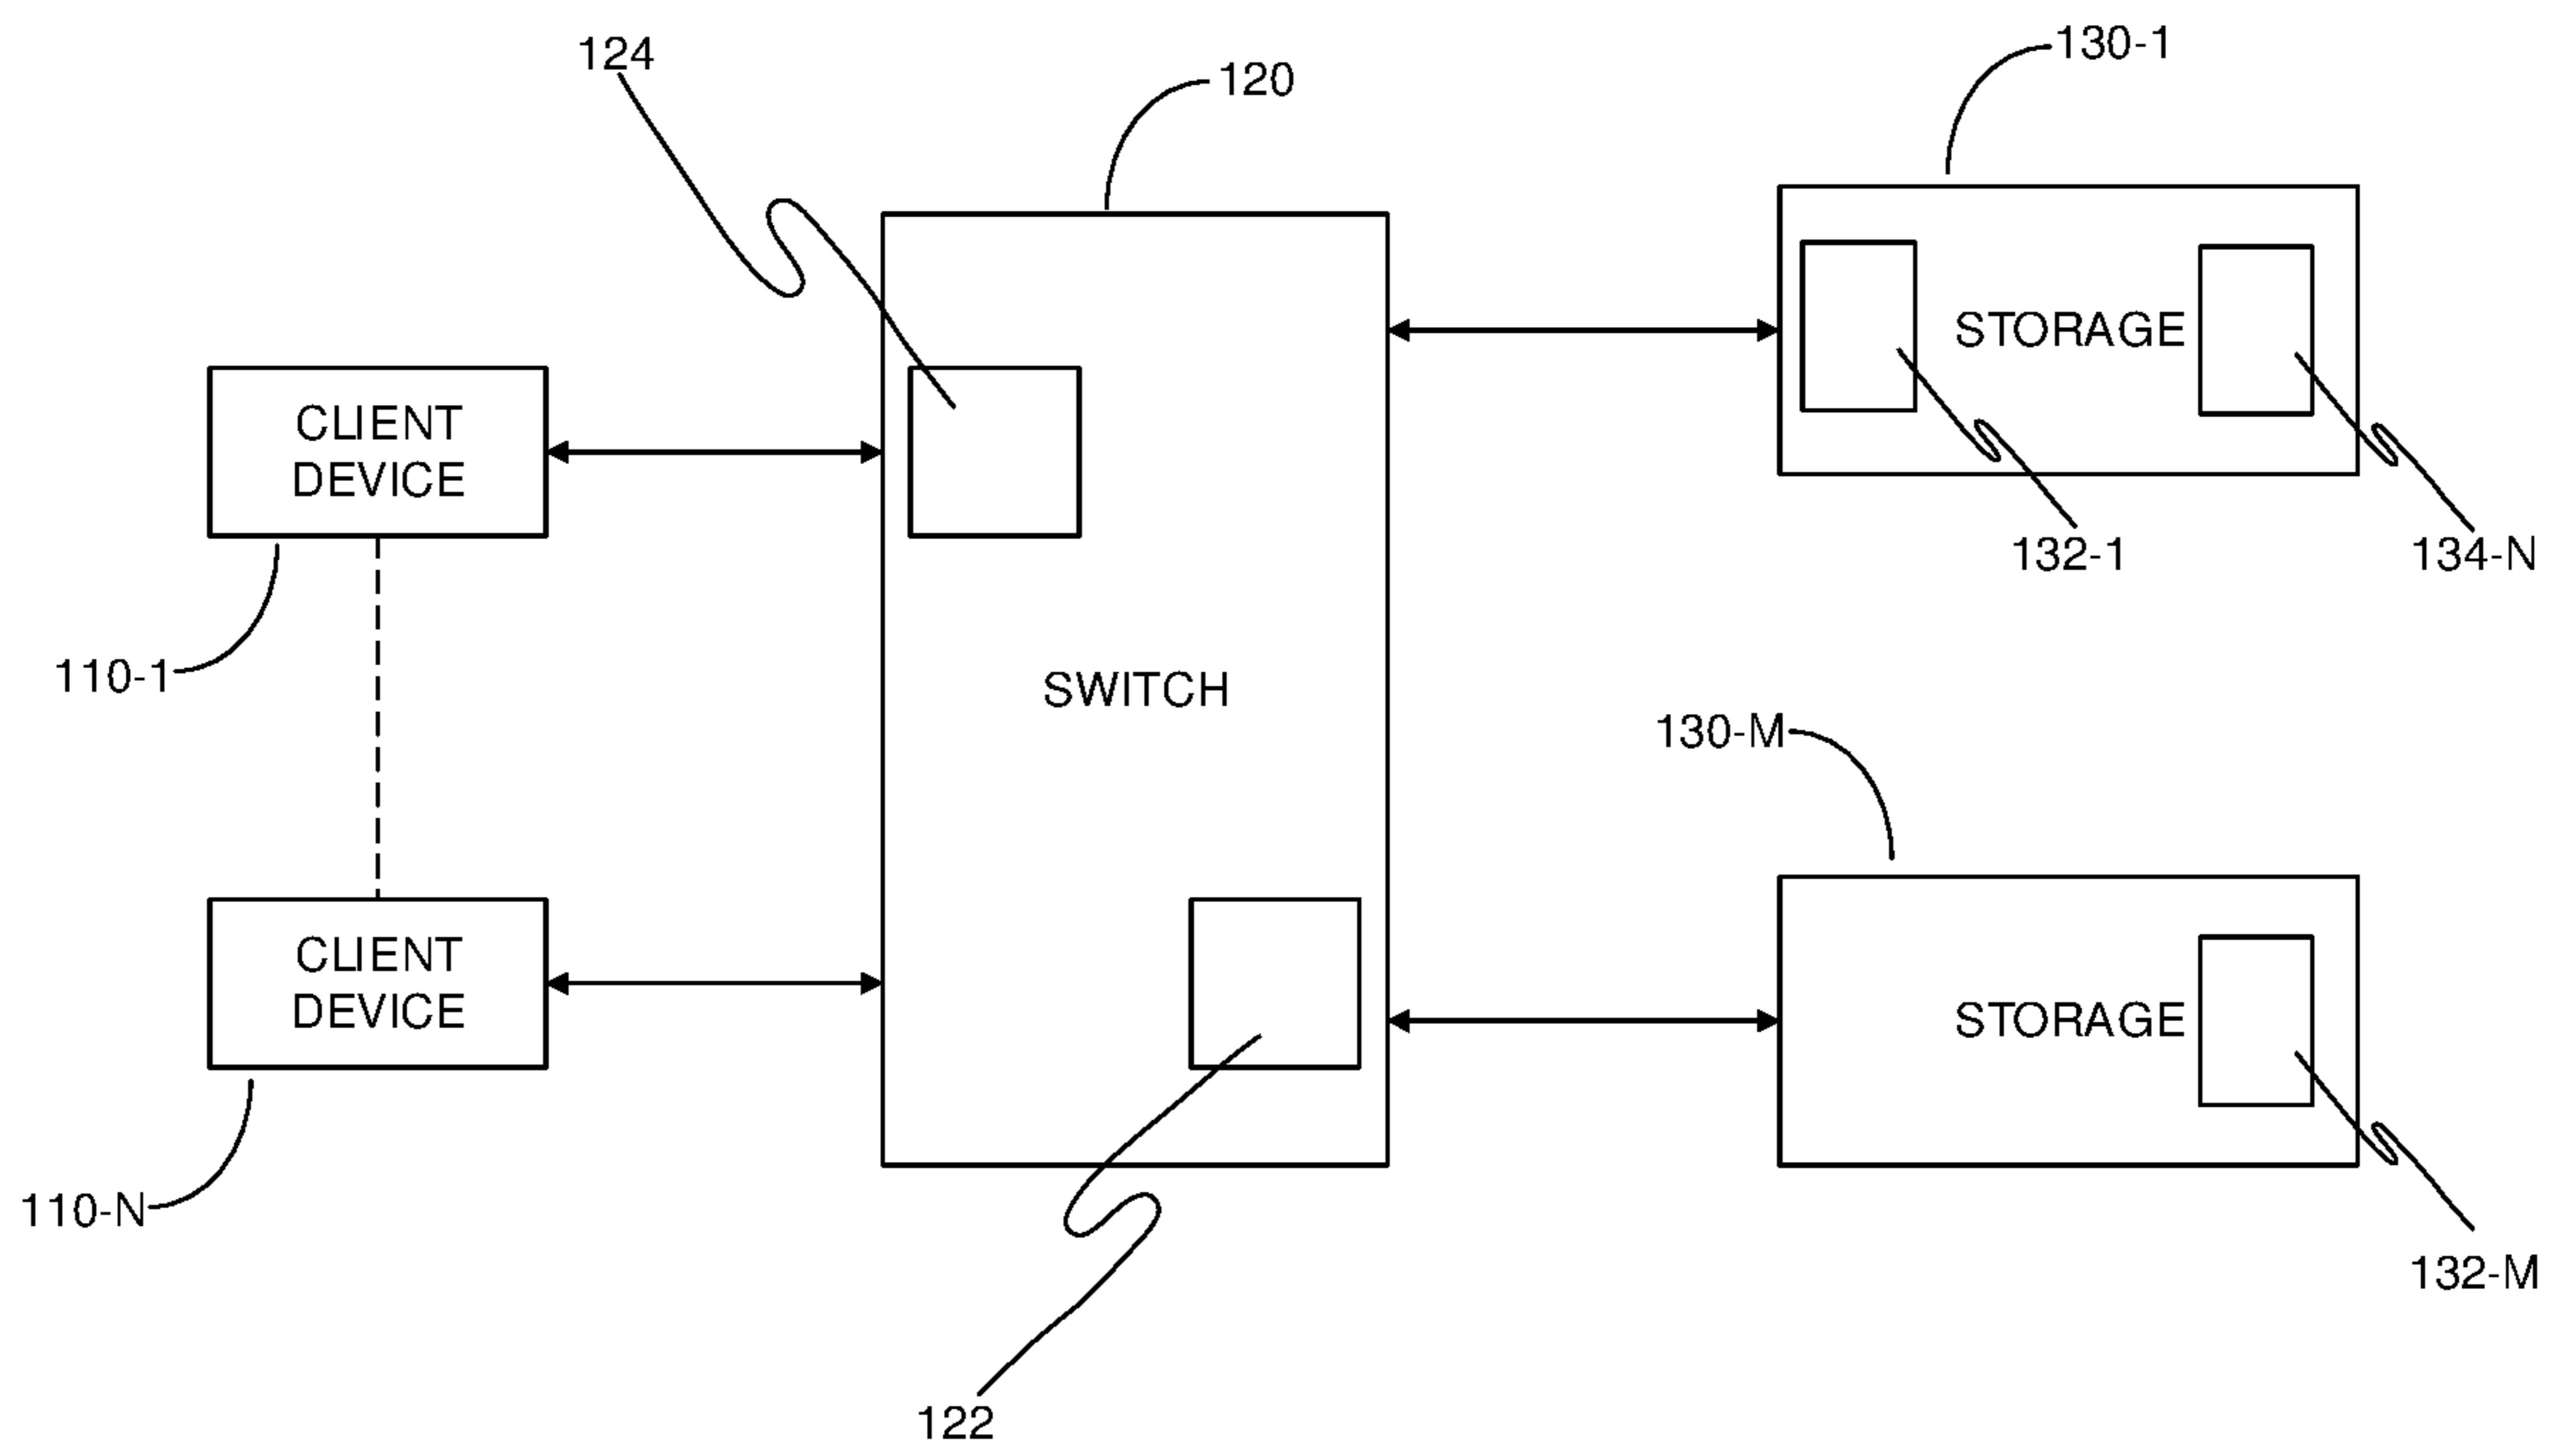 124
120
130-1
STORAGE
CLIENT
DEVICE
132-1
134-N
110-1
SWITCH
130-M
CLIENT
DEVICE
STORAGE
110-N
132-M
122